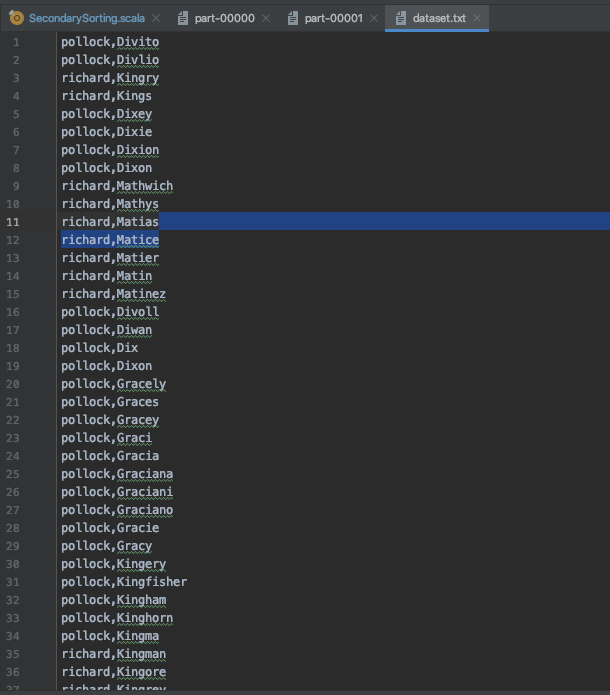 SecondarySorting.scala part-00000 part-00001 dataset.txt
1 pollock,Divito
2 pollock,Divlio
3 richard,Kingry
4 richard,Kings
5 pollock,Dixey
6 pollock,Dixie
7 pollock,Dixion
8 pollock,Dixon
9 richard,Mathwich
10 richard,Mathys
11 richard,Matias
12 richard,Matice
13 richard,Matier
14 richard,Matin
15 richard,Matinez
16 pollock,Divoll
17 pollock,Diwan
18 pollock,Dix
19 pollock,Dixon
20 pollock,Gracely
21 pollock,Graces
22 pollock,Gracey
23 pollock,Graci
24 pollock,Gracia
25 pollock,Graciana
26 pollock,Graciani
27 pollock,Graciano
28 pollock,Gracie
29 pollock,Gracy
30 pollock,Kingery
31 pollock,Kingfisher
32 pollock,Kingham
33 pollock,Kinghorn
34 pollock,Kingma
35 richard,Kingman
36 richard,Kingore
37 richard,Kingrey